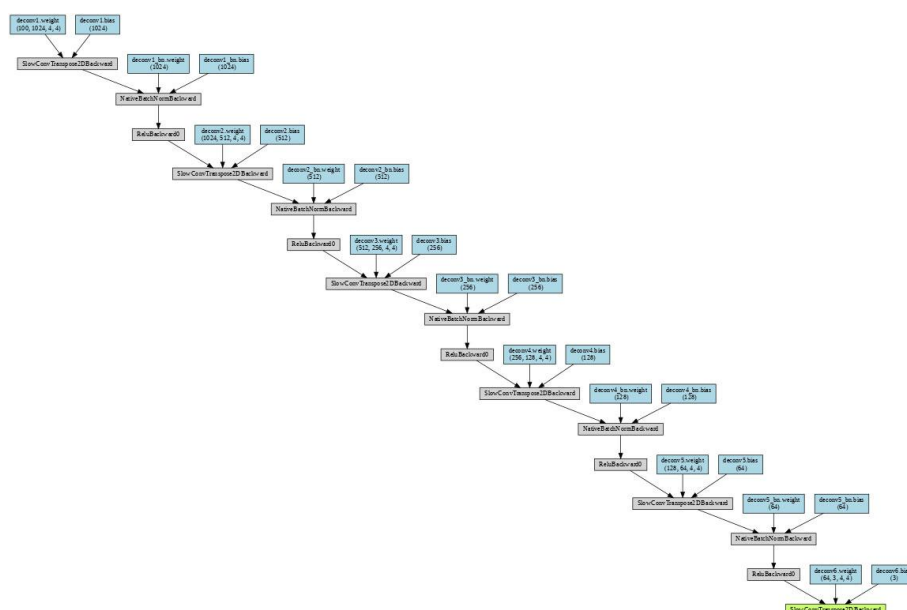 deconv1.weight
(100, 1024, 4, 4)
deconv1.bias
(1024)
SlowConvTranspose2DBackward
deconv1_bn.weight
(1024)
deconv1_bn.bias
(1024)
NativeBatchNormBackward
ReluBackward0
deconv2.weight
(1024, 512, 4, 4)
deconv2.bias
(512)
SlowConvTranspose2DBackward
deconv2_bn.weight
(512)
deconv2_bn.bias
(512)
NativeBatchNormBackward
ReluBackward0
deconv3.weight
(512, 256, 4, 4)
deconv3.bias
(256)
SlowConvTranspose2DBackward
deconv3_bn.weight
(256)
deconv3_bn.bias
(256)
NativeBatchNormBackward
ReluBackward0
deconv4.weight
(256, 128, 4, 4)
deconv4.bias
(128)
SlowConvTranspose2DBackward
deconv4_bn.weight
(128)
deconv4_bn.bias
(128)
NativeBatchNormBackward
ReluBackward0
deconv5.weight
(128, 64, 4, 4)
deconv5.bias
(64)
SlowConvTranspose2DBackward
deconv5_bn.weight
(64)
deconv5_bn.bias
(64)
NativeBatchNormBackward
ReluBackward0
deconv6.weight
(64, 3, 4, 4)
deconv6.bia
(3)
SlowConvTranspose2DBackward